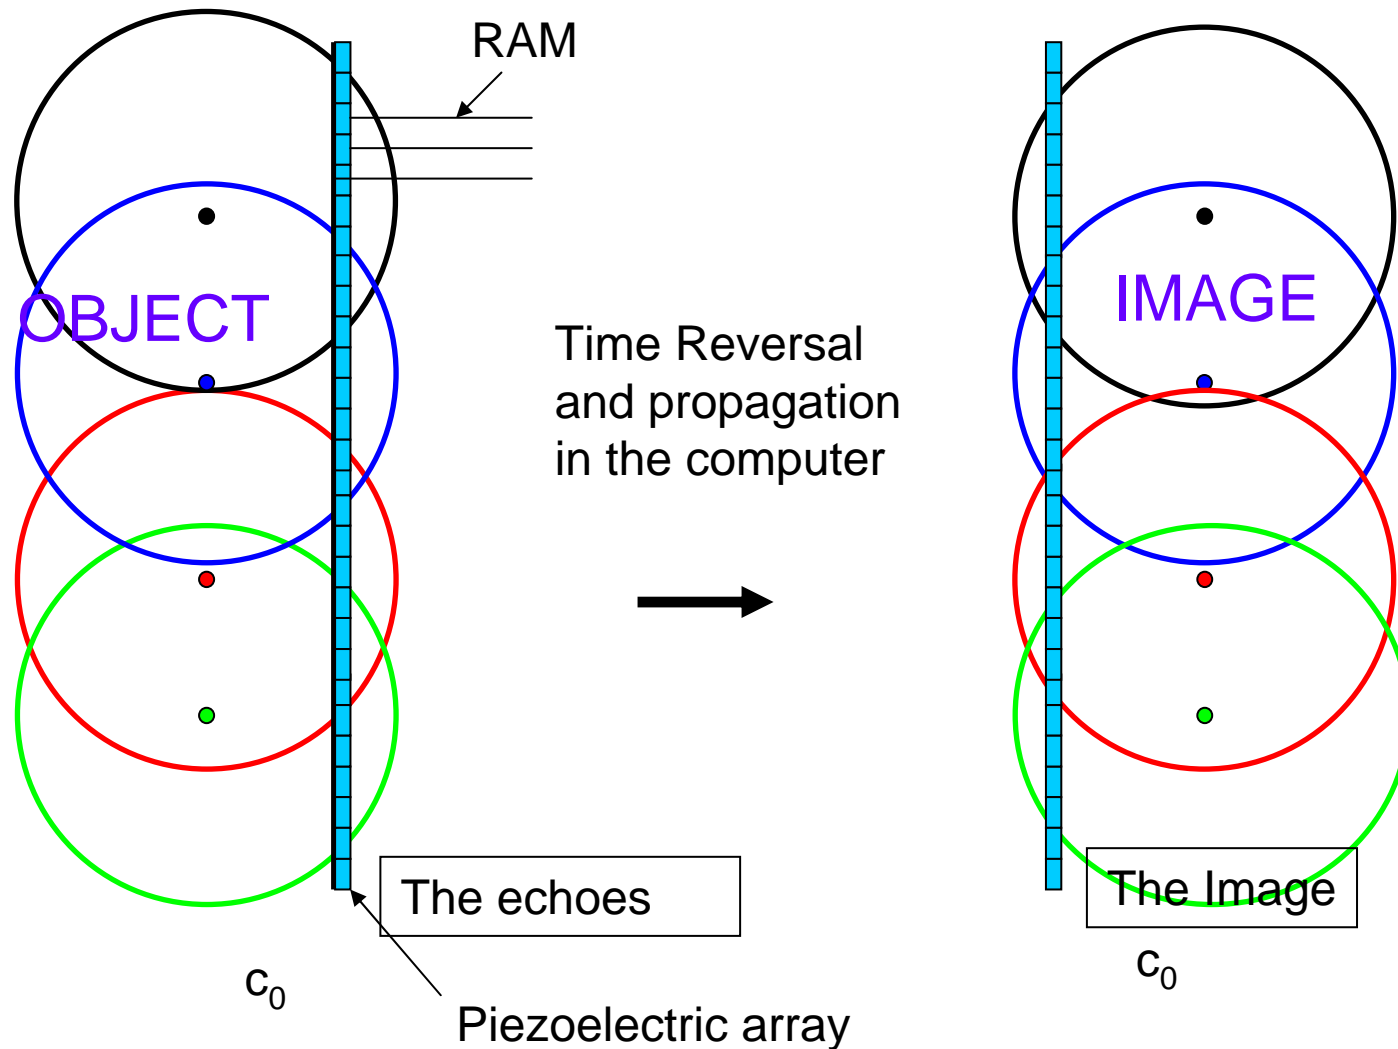 RAM
OBJECT
IMAGE
Time Reversal
and propagation
in the computer
The echoes
The Image
c₀
c₀
Piezoelectric array